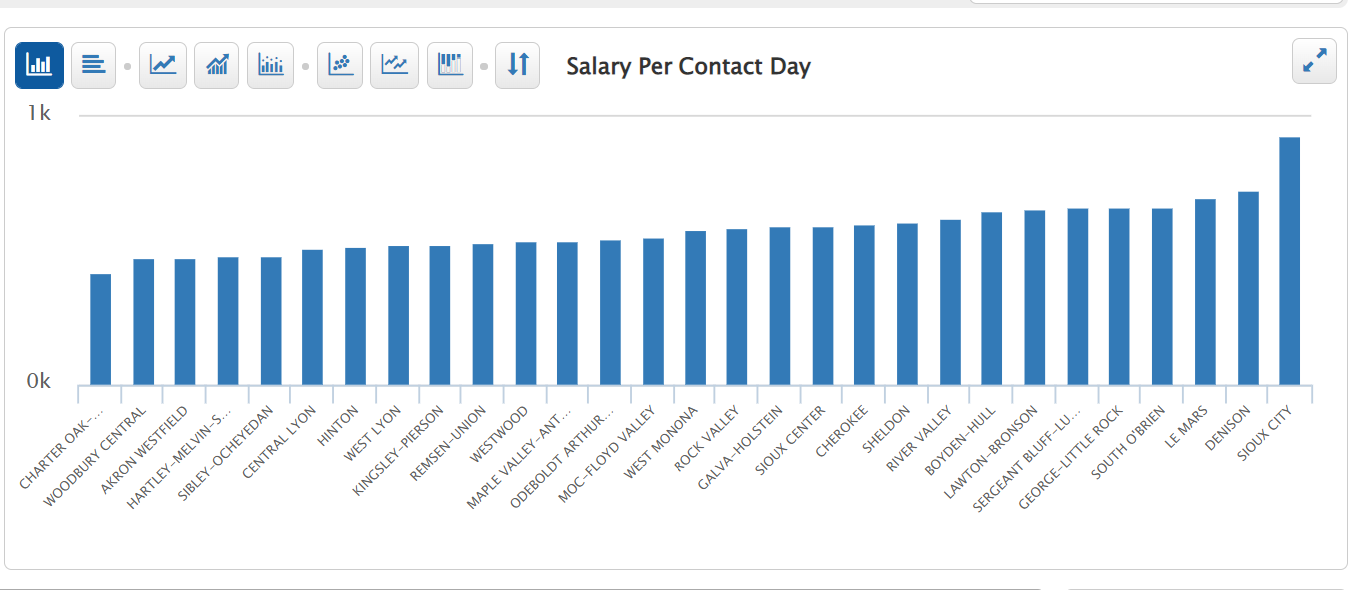 Salary Per Contact Day
1k
0k
CHARTER OAK-...
WOODBURY CENTRAL
AKRON WESTFIELD
HARTLEY-MELVIN-S...
SIBLEY-OCHEYEDAN
CENTRAL LYON
HINTON
WEST LYON
KINGSLEY-PIERSON
REMSEN-UNION
WESTWOOD
MAPLE VALLEY-ANT...
ODEBOLDT ARTHUR...
MOC-FLOYD VALLEY
WEST MONONA
ROCK VALLEY
GALVA-HOLSTEIN
SIOUX CENTER
CHEROKEE
SHELDON
RIVER VALLEY
BOYDEN-HULL
LAWTON-BRONSON
SERGEANT BLUFF-LU...
GEORGE-LITTLE ROCK
SOUTH O'BRIEN
LE MARS
DENISON
SIOUX CITY